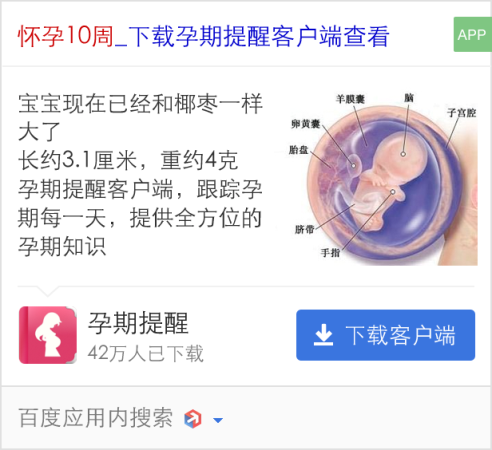 怀孕10周_下载孕期提醒客户端查看
APP
宝宝现在已经和椰枣一样
大了
长约3.1厘米，重约4克
孕期提醒客户端，跟踪孕
期每一天，提供全方位的
孕期知识
羊膜囊
脑
子宫腔
卵黄囊
胎盘
脐带
手指
孕期提醒
42万人已下载
下载客户端
百度应用内搜索